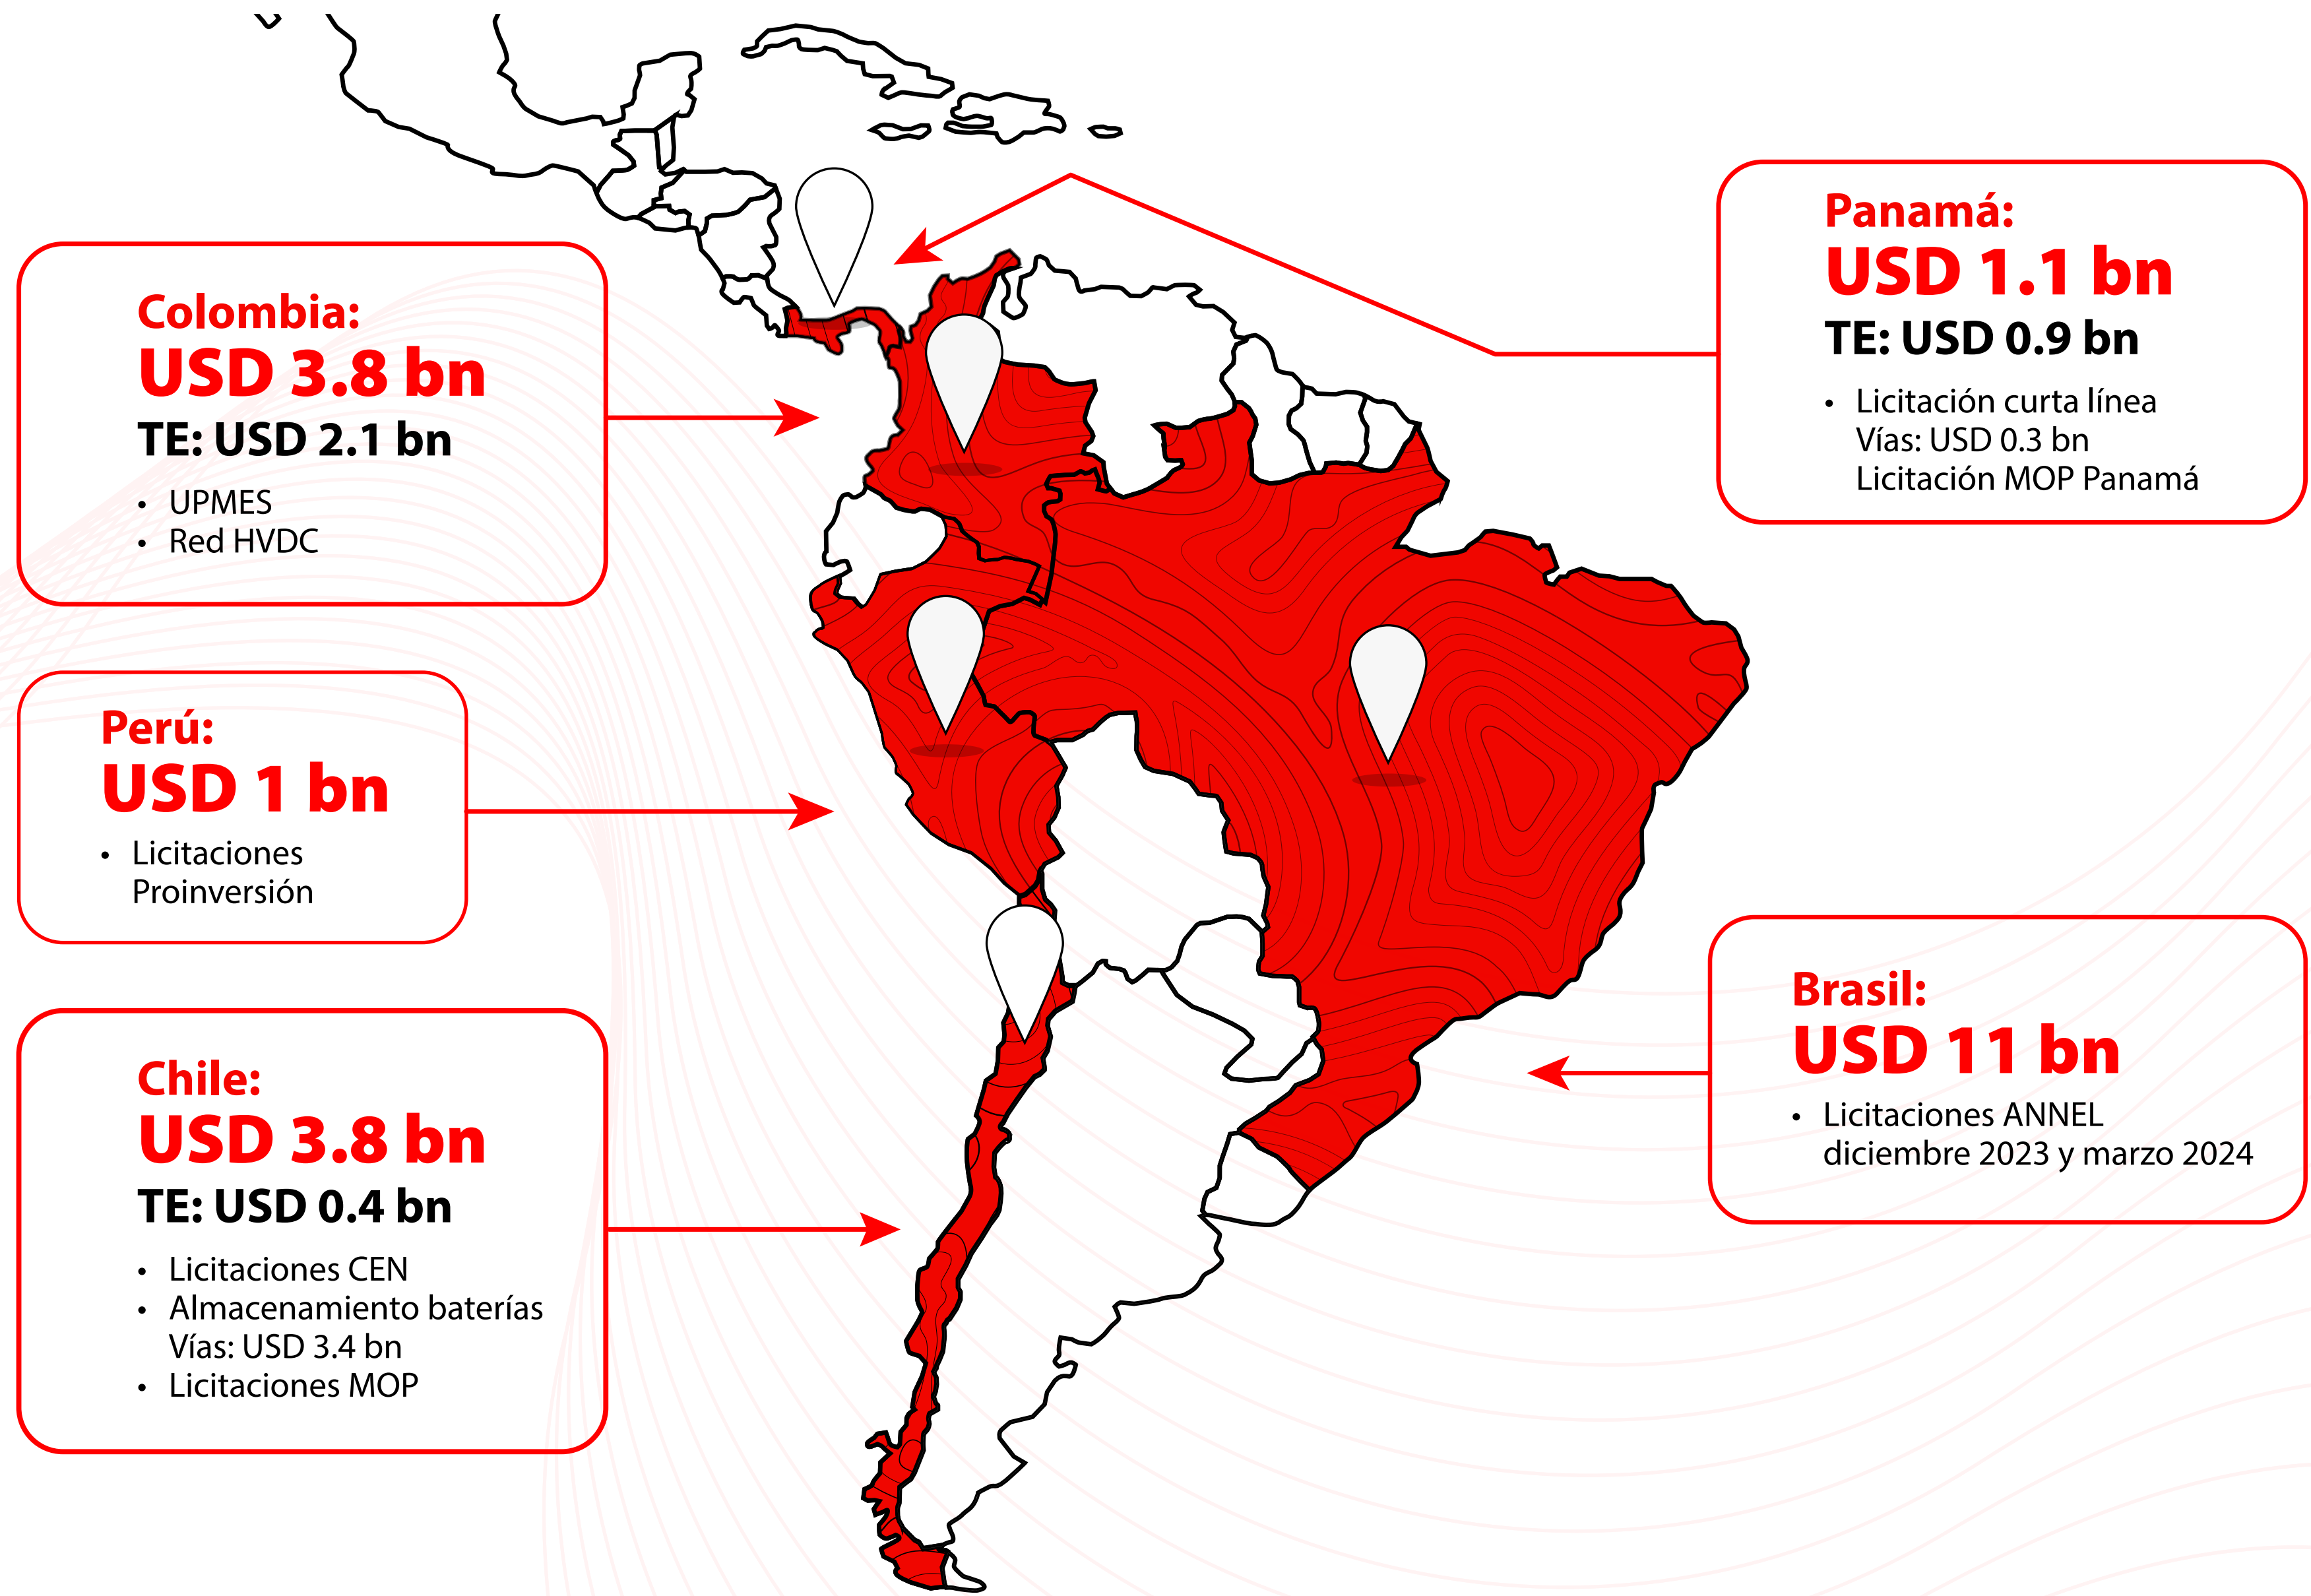 Colombia:
USD 3.8 bn
TE: USD 2.1 bn
• UPMES
• Red HVDC
Perú:
USD 1 bn
• Licitaciones
Proinversión
Chile:
USD 3.8 bn
TE: USD 0.4 bn
• Licitaciones CEN
• Almacenamiento baterías
Vías: USD 3.4 bn
• Licitaciones MOP
Panamá:
USD 1.1 bn
TE: USD 0.9 bn
• Licitación curta línea
Vías: USD 0.3 bn
Licitación MOP Panamá
Brasil:
USD 11 bn
• Licitaciones ANNEL
diciembre 2023 y marzo 2024